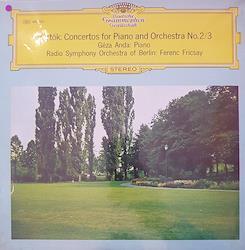 Deutsche
Grammophon
Gesellschaft
Bartók: Concertos for Piano and Orchestra No.2/3
Géza Anda: Piano
Radio Symphony Orchestra of Berlin: Ferenc Fricsay
STEREO